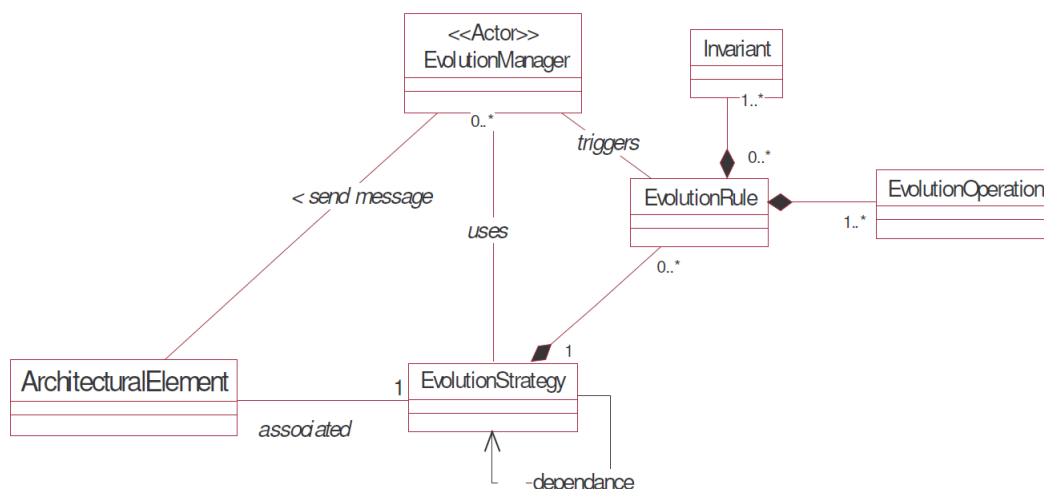 <<Actor>>
EvolutionManager
Invariant
0..*
1..*
triggers
0..*
< send message
EvolutionRule
EvolutionOperation
1..*
uses
0..*
1
ArchitecturalElement
1
EvolutionStrategy
associated
dependance